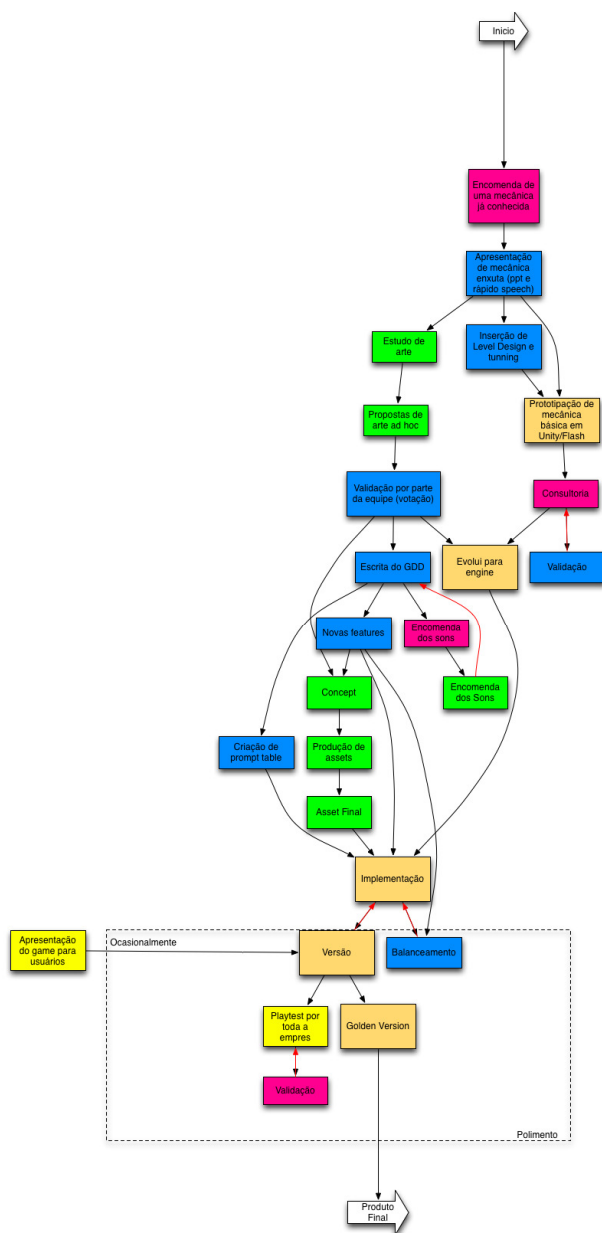 Inicio
Encomenda de
uma mecânica
já conhecida
Apresentação
de mecânica
enxuta (ppt e
rápido speech)
Estudo de
arte
Inserção de
Level Design e
tunning
Propostas de
arte ad hoc
Prototipação de
mecânica
básica em
Unity/Flash
Validação por parte
da equipe (votação)
Consultoria
Escrita do GDD
Evolui para
engine
Validação
Novas features
Encomenda
dos sons
Concept
Encomenda
dos Sons
Criação de
prompt table
Produção de
assets
Asset Final
Implementação
Apresentação
do game para
usuários
Ocasionalmente
Versão
Balanceamento
Playtest por
toda a
empres
Golden Version
Validação
Polimento
Produto
Final